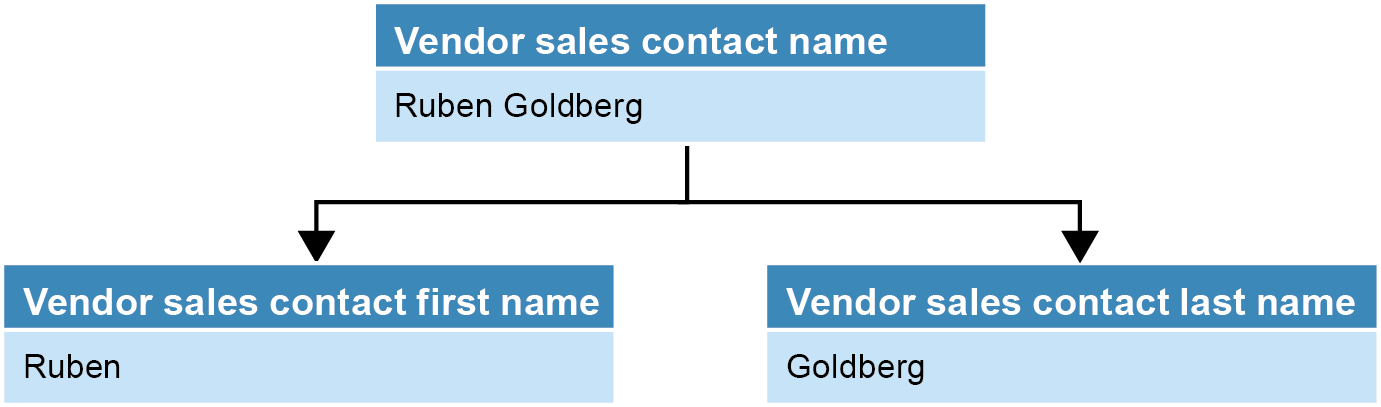 Vendor sales contact name
Ruben Goldberg
Vendor sales contact first name
Ruben
Vendor sales contact last name
Goldberg